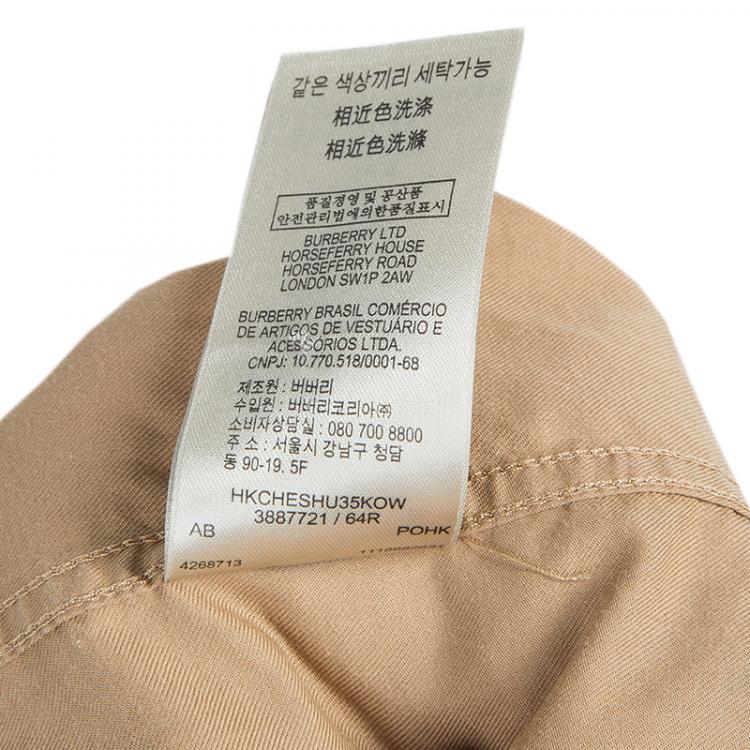 같은 색상끼리 세탁가능
相近色洗涤
相近色洗滌
품질경영 및 공산품
안전관리법에의한품질표시
BURBERRY LTD
HORSEFERRY HOUSE
HORSEFERRY ROAD
LONDON SW1P 2AW
BURBERRY BRASIL COMÉRCIO
DE ARTIGOS DE VESTUÁRIO E
ACESSÓRIOS LTDA.
CNPJ: 10.770.518/0001-68
제조원 : 버버리
수입원 : 버버리코리아㈜
소비자상담실 : 080 700 8800
주 소 : 서울시 강남구 청담
동 90-19. 5F
HKCHESHU35KOW
3887721 / 64R
AB POHK
4268713